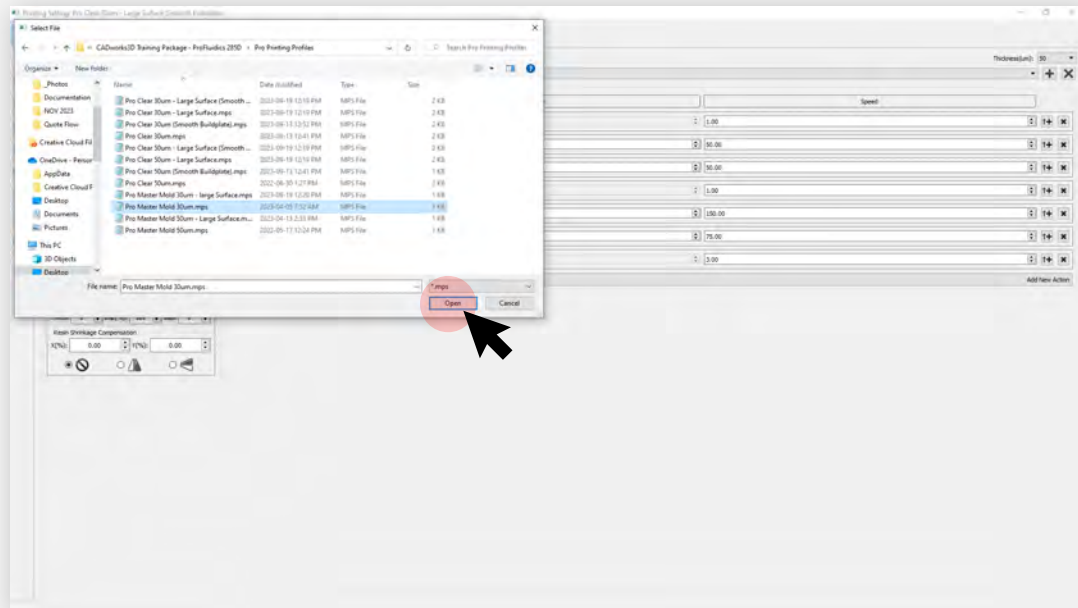 Select File
CADworks3D Training Package - ProFluidics 285D > Pro Printing Profiles
Search Pro Printing Profiles
Organize
New folder
Name
Date modified
Type
Size
_Photos
Documentation
NOV 2023
Quote Flow
Creative Cloud Fil
OneDrive - Person
AppData
Creative Cloud F
Desktop
Documents
Pictures
This PC
3D Objects
Desktop
Pro Clear 30um - Large Surface (Smooth ...
Pro Clear 30um - Large Surface.mps
Pro Clear 30um (Smooth Buildplate).mps
Pro Clear 30um.mps
Pro Clear 50um - Large Surface (Smooth ...
Pro Clear 50um - Large Surface.mps
Pro Clear 50um (Smooth Buildplate).mps
Pro Clear 50um.mps
Pro Master Mold 30um - large Surface.mps
Pro Master Mold 30um.mps
Pro Master Mold 50um - Large Surface.m...
Pro Master Mold 50um.mps
File name: Pro Master Mold 30um.mps
*.mps
Open
Cancel
Thickness(um): 50
Speed
1.00
50.00
50.00
1.00
150.00
75.00
3.00
Add New Action
Resin Shrinkage Compensation
X(%): 0.00 Y(%): 0.00